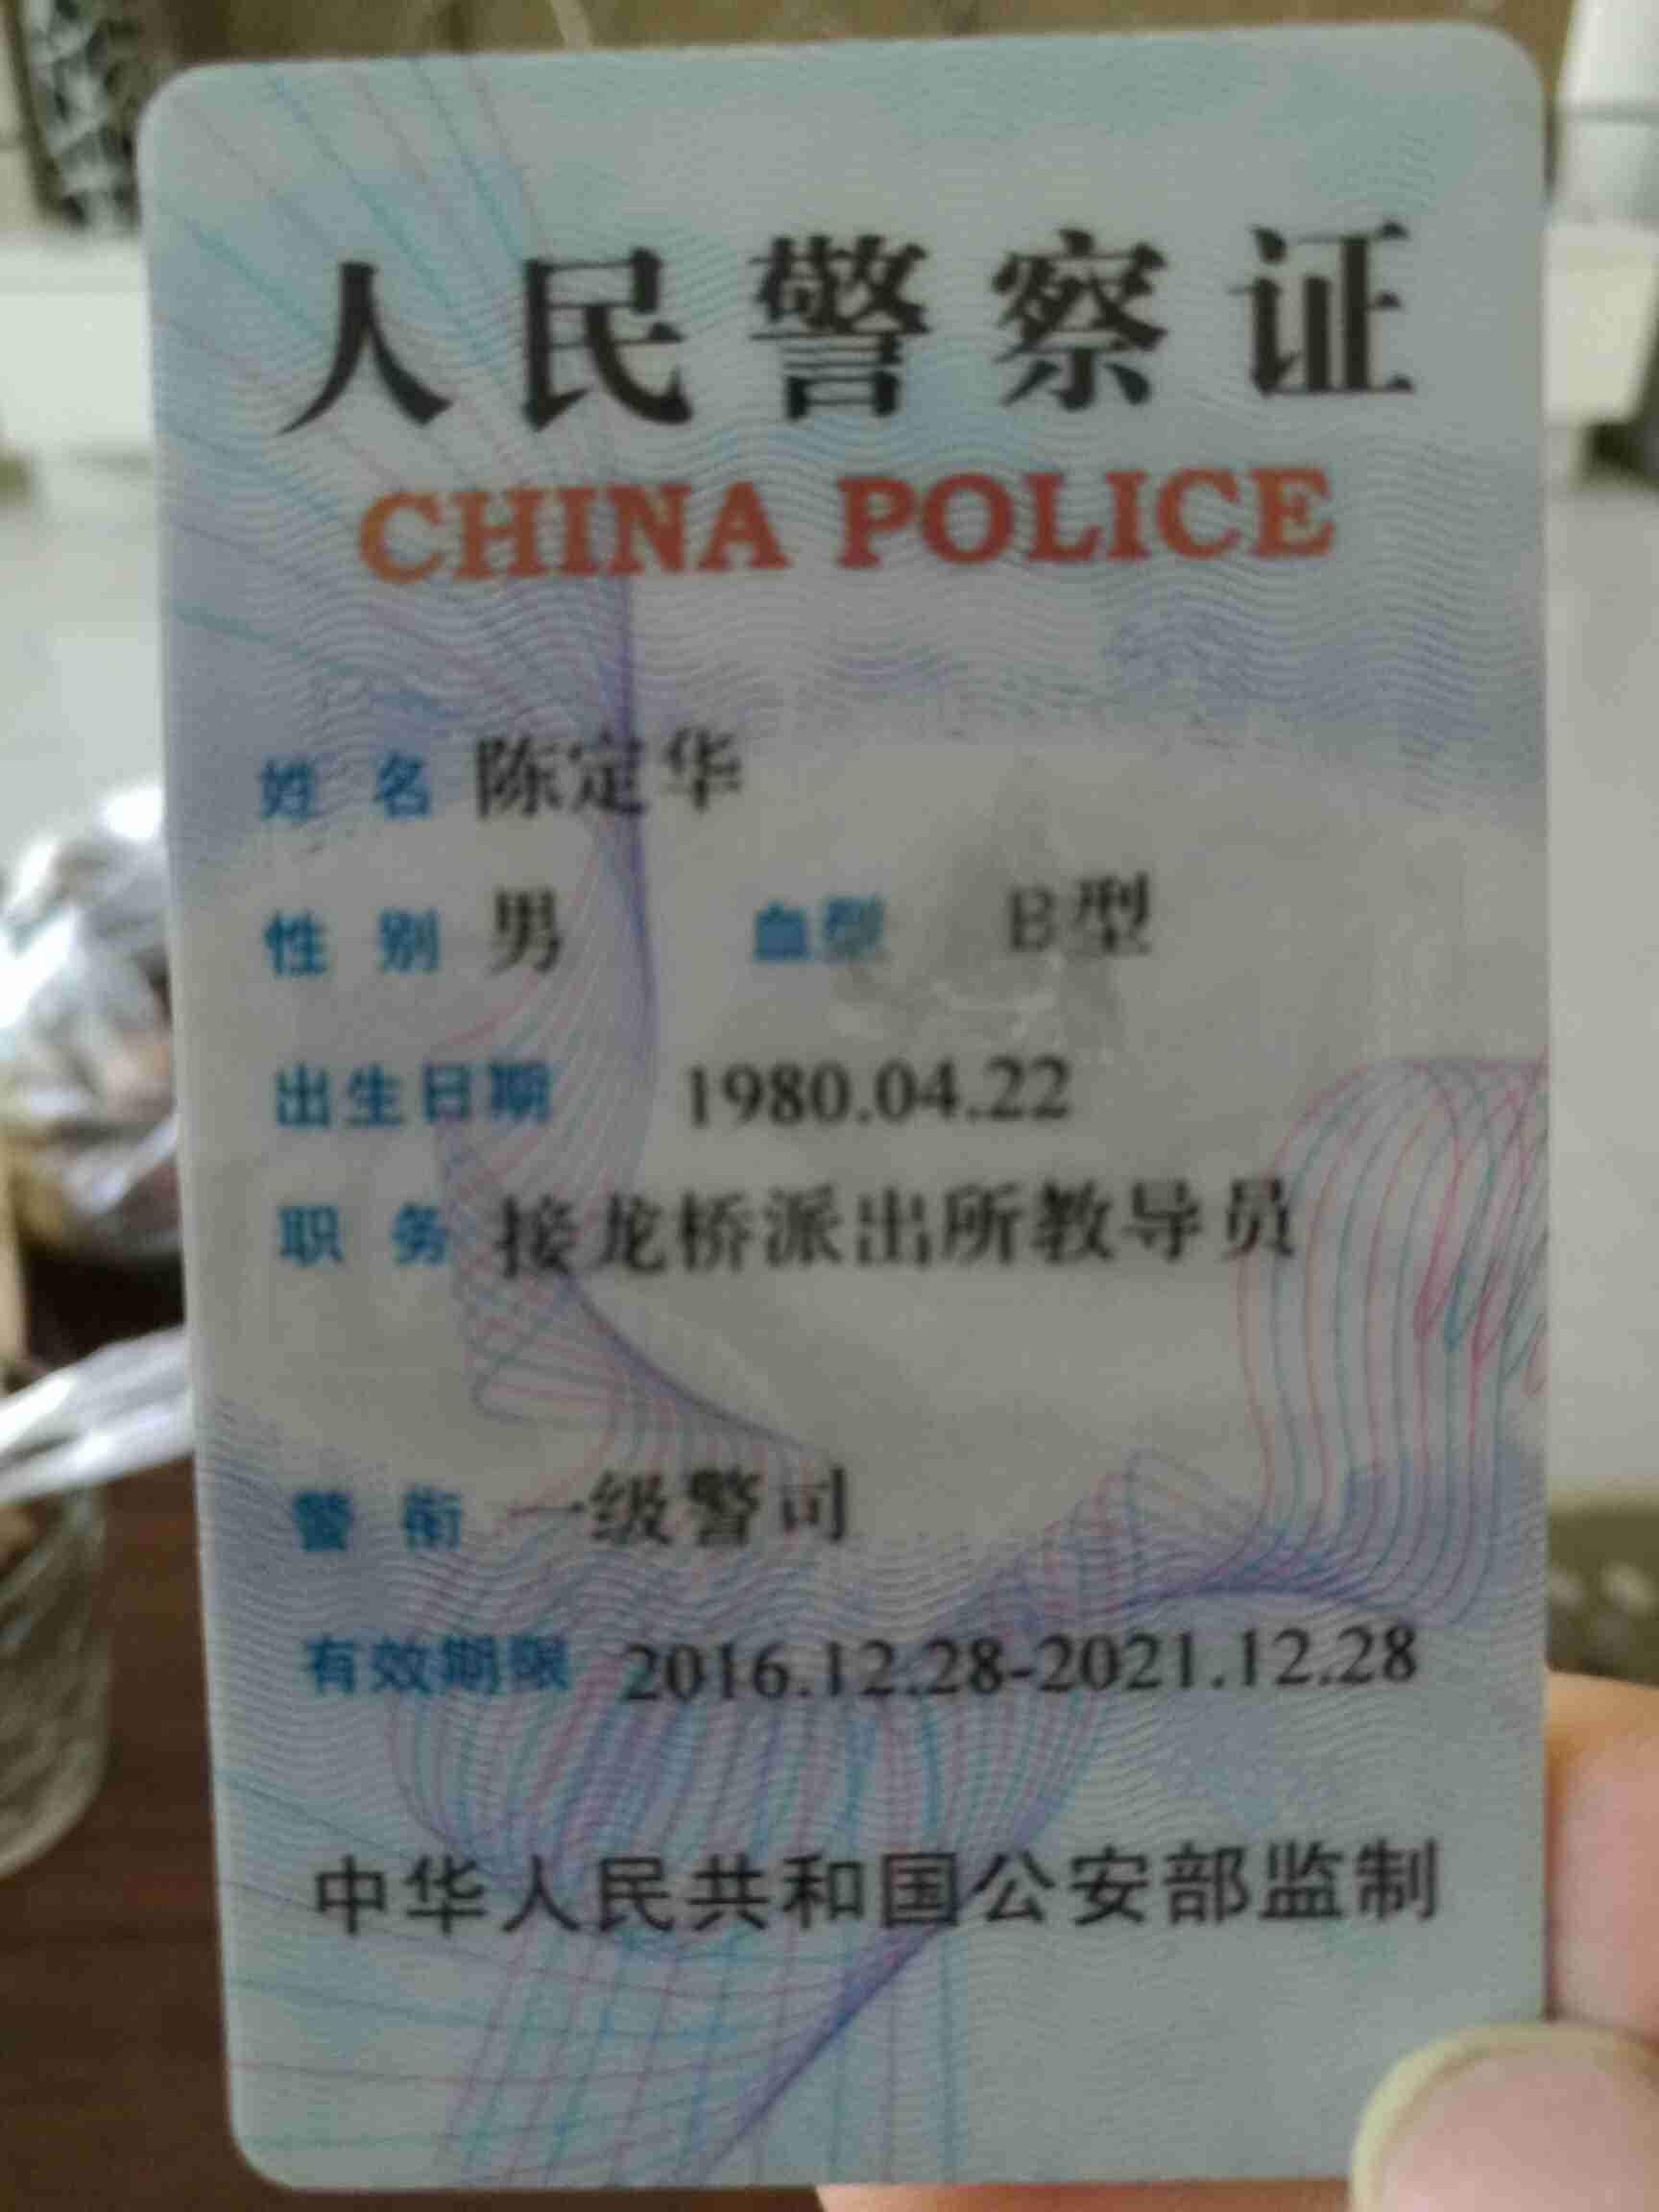 人民警察证
CHINA POLICE
姓名 陈定华
性别 男 血型 B型
出生日期 1980.04.22
职务 接龙桥派出所教导员
警衔 一级警司
有效期限 2016.12.28-2021.12.28
中华人民共和国公安部监制